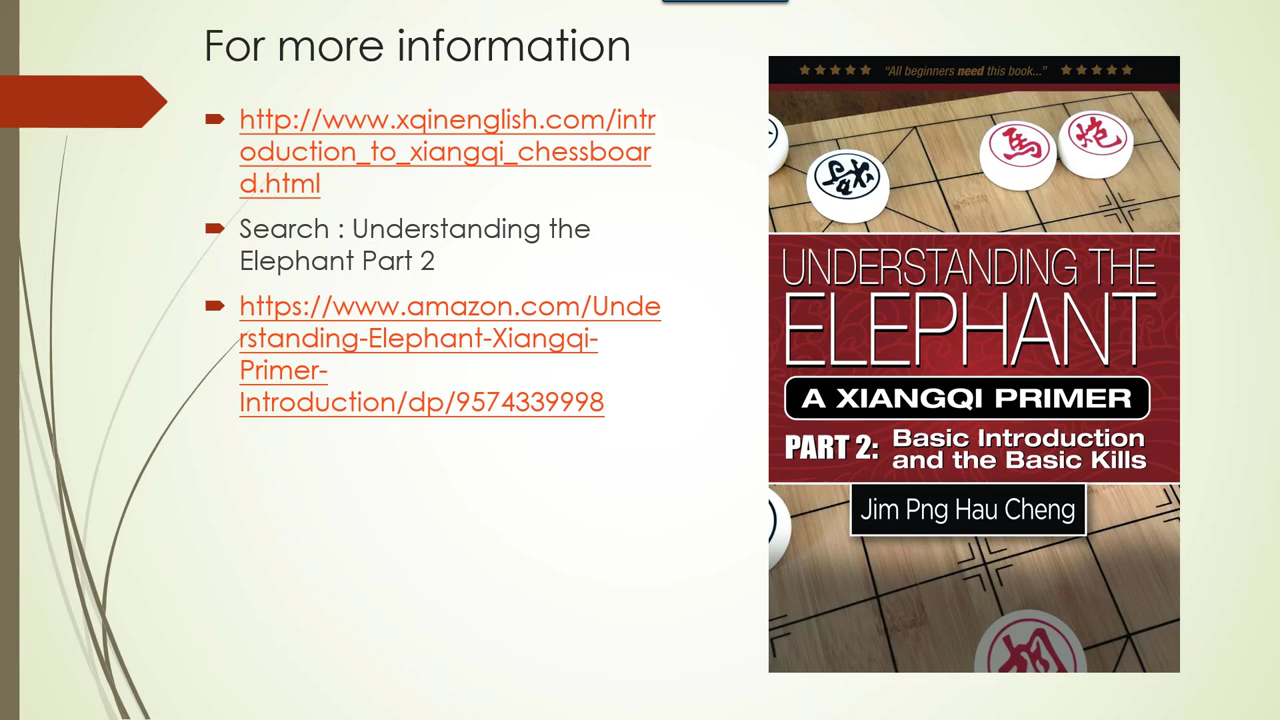 For more information
http://www.xqinenglish.com/intr
oduction_to_xiangqi_chessboar
d.html
Search : Understanding the
Elephant Part 2
https://www.amazon.com/Unde
rstanding-Elephant-Xiangqi-
Primer-
Introduction/dp/9574339998
"All beginners need this book..."
馬 炮
UNDERSTANDING THE
ELEPHANT
A XIANGQI PRIMER
PART 2: Basic Introduction
and the Basic Kills
Jim Png Hau Cheng